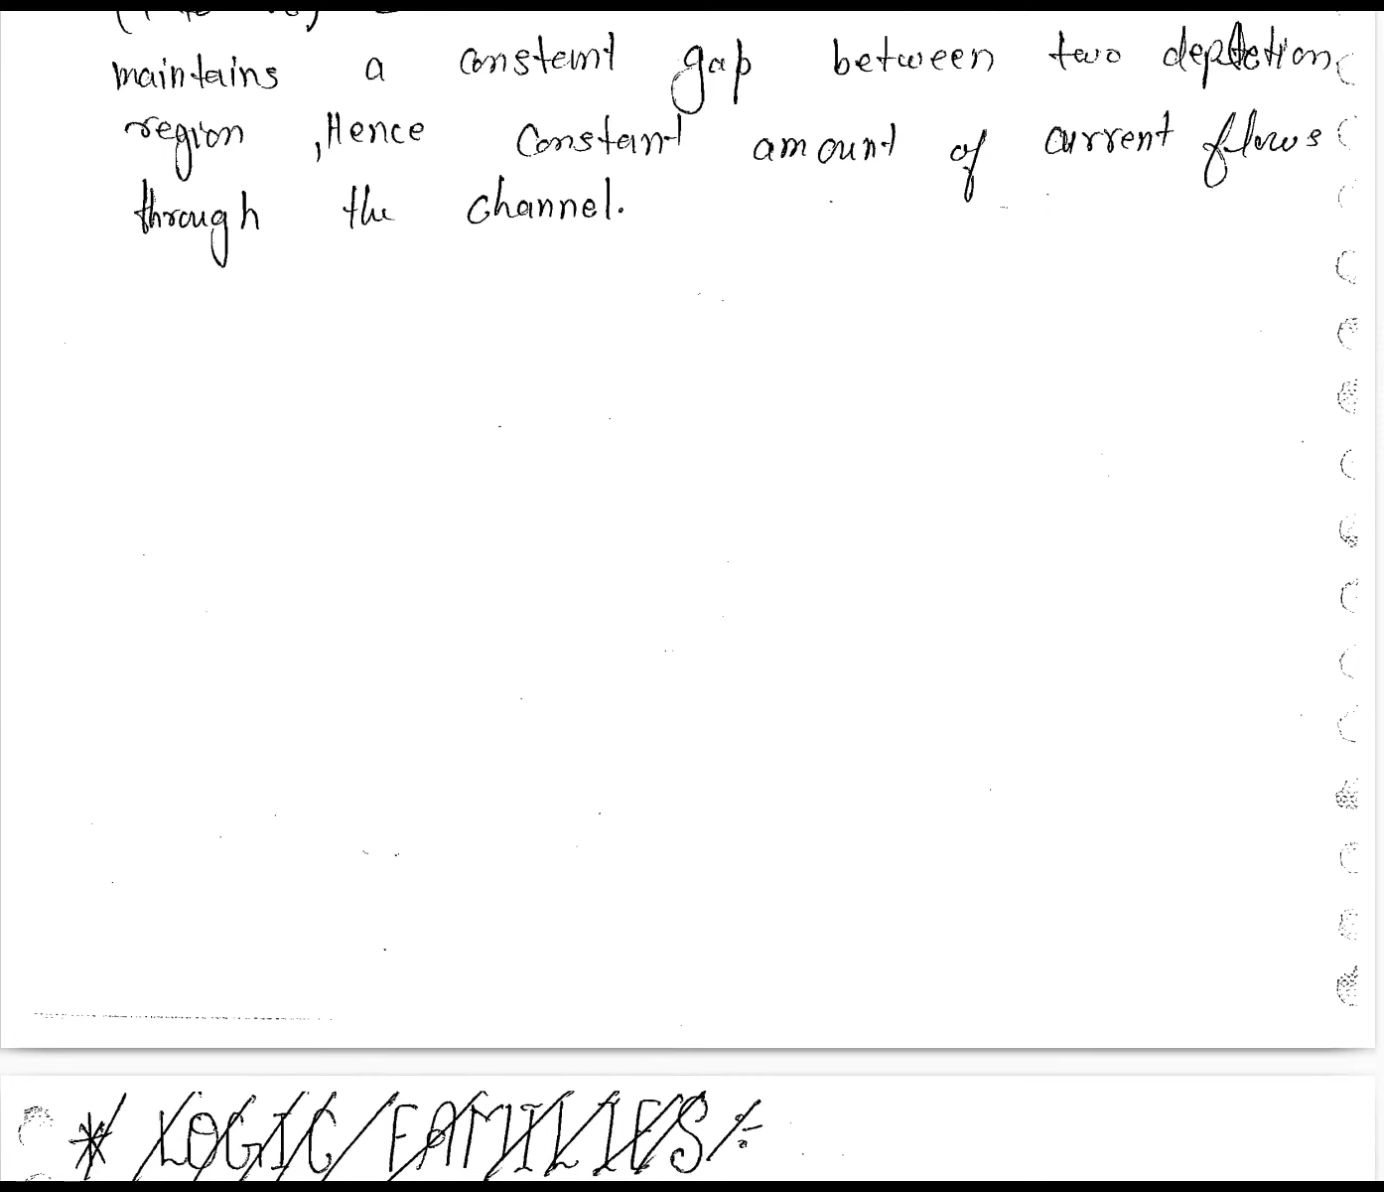 maintains a constant gap between two depletion
region , Hence constant amount of current flows
through the channel.
* LOGIC FAMILIES :-